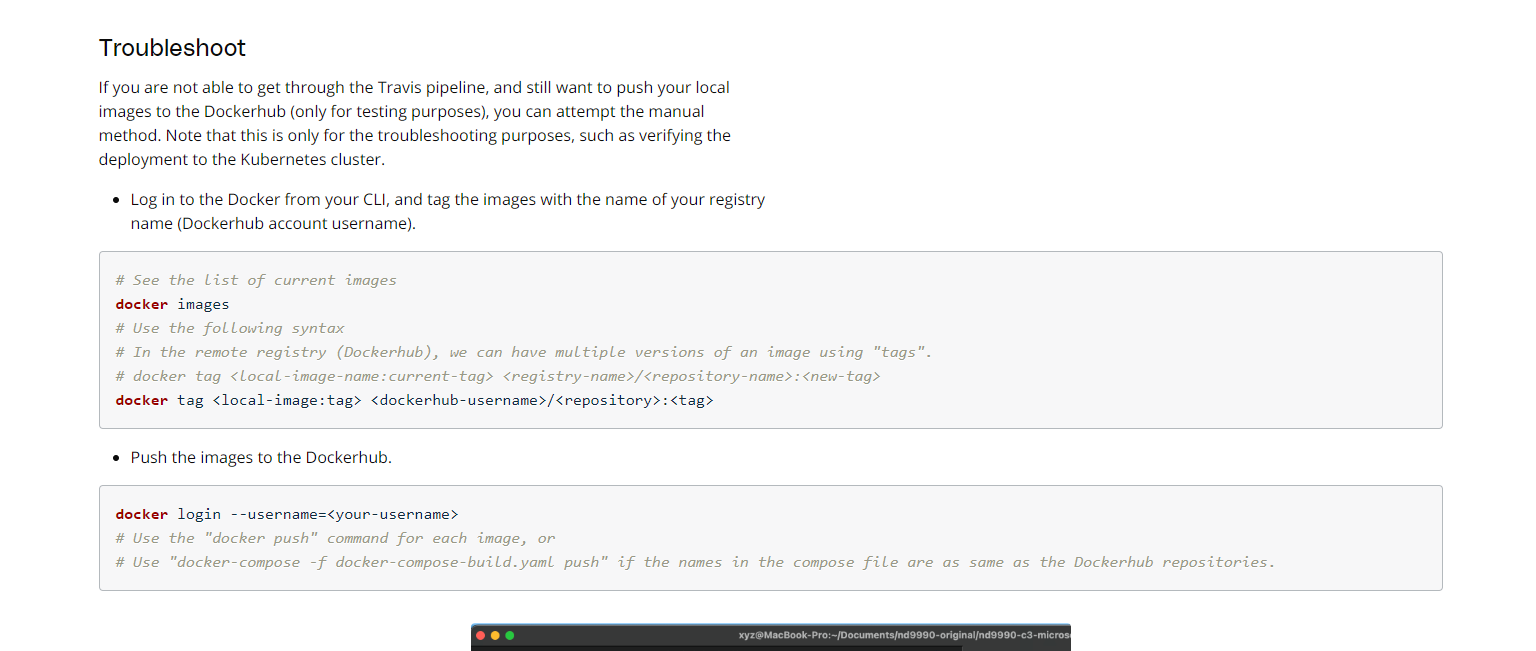 Troubleshoot
If you are not able to get through the Travis pipeline, and still want to push your local
images to the Dockerhub (only for testing purposes), you can attempt the manual
method. Note that this is only for the troubleshooting purposes, such as verifying the
deployment to the Kubernetes cluster.
Log in to the Docker from your CLI, and tag the images with the name of your registry
name (Dockerhub account username).
# See the list of current images
docker images
# Use the following syntax
# In the remote registry (Dockerhub), we can have multiple versions of an image using "tags".
# docker tag <local-image-name:current-tag> <registry-name>/<repository-name>:<new-tag>
docker tag <local-image:tag> <dockerhub-username>/<repository>:<tag>
Push the images to the Dockerhub.
docker login --username=<your-username>
# Use the "docker push" command for each image, or
# Use "docker-compose -f docker-compose-build.yaml push" if the names in the compose file are as same as the Dockerhub repositories.
xyz@MacBook-Pro:~/Documents/nd9990-original/nd9990-c3-micros